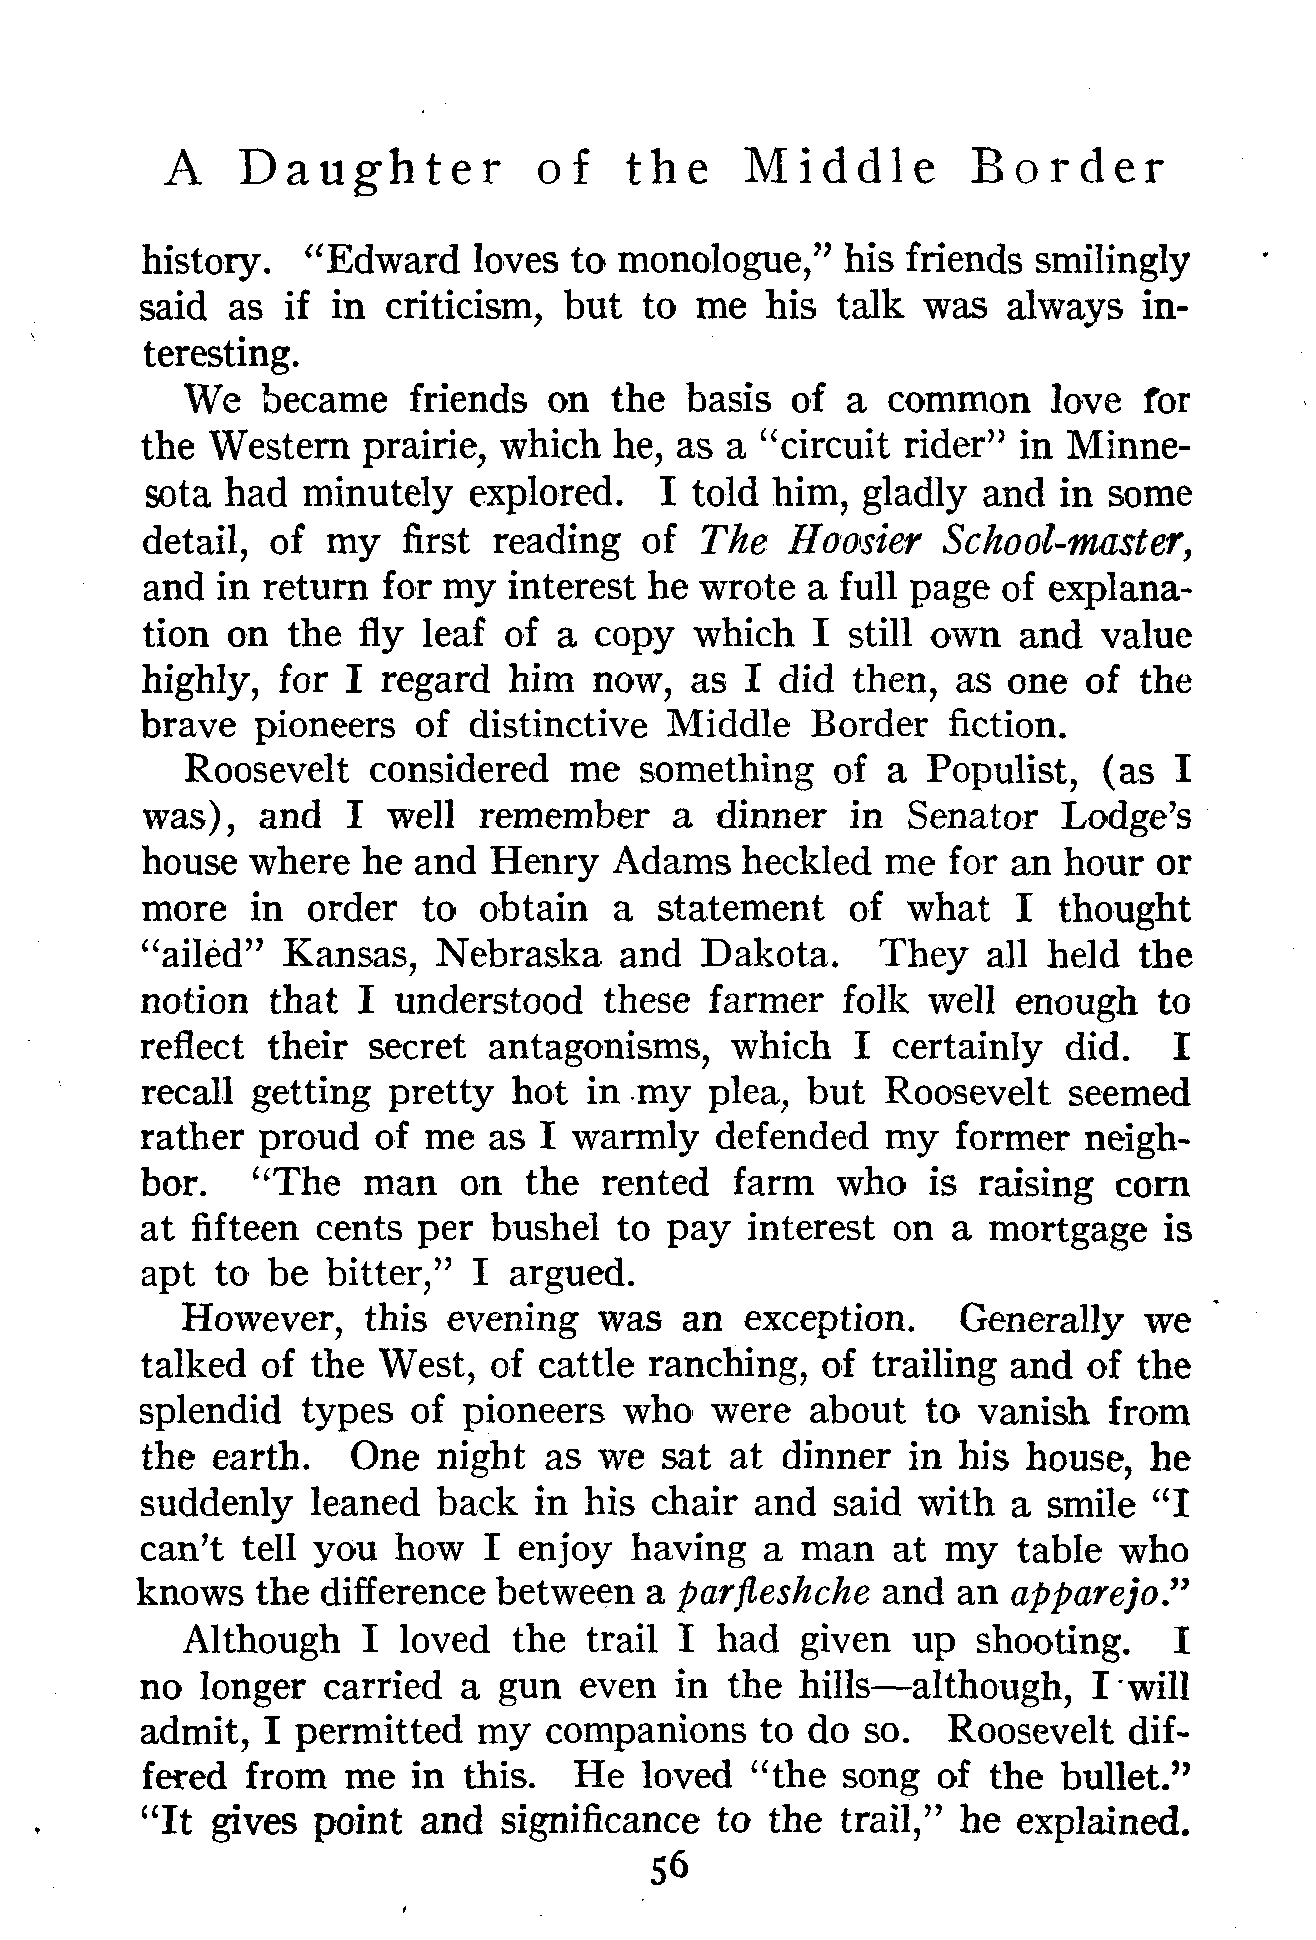 A Daughter of the Middle Border
history. “Edward loves to monologue,” his friends smilingly
said as if in criticism, but to me his talk was always in-
teresting.
We became friends on the basis of a common love for
the Western prairie, which he, as a “circuit rider” in Minne-
sota had minutely explored. I told him, gladly and in some
detail, of my first reading of The Hoosier School-master,
and in return for my interest he wrote a full page of explana-
tion on the fly leaf of a copy which I still own and value
highly, for I regard him now, as I did then, as one of the
brave pioneers of distinctive Middle Border fiction.
Roosevelt considered me something of a Populist, (as I
was), and I well remember a dinner in Senator Lodge’s
house where he and Henry Adams heckled me for an hour or
more in order to obtain a statement of what I thought
“ailed” Kansas, Nebraska and Dakota. They all held the
notion that I understood these farmer folk well enough to
reflect their secret antagonisms, which I certainly did. I
recall getting pretty hot in my plea, but Roosevelt seemed
rather proud of me as I warmly defended my former neigh-
bor. “The man on the rented farm who is raising corn
at fifteen cents per bushel to pay interest on a mortgage is
apt to be bitter,” I argued.
However, this evening was an exception. Generally we
talked of the West, of cattle ranching, of trailing and of the
splendid types of pioneers who were about to vanish from
the earth. One night as we sat at dinner in his house, he
suddenly leaned back in his chair and said with a smile “I
can’t tell you how I enjoy having a man at my table who
knows the difference between a parfleshche and an apparejo.”
Although I loved the trail I had given up shooting. I
no longer carried a gun even in the hills—although, I will
admit, I permitted my companions to do so. Roosevelt dif-
fered from me in this. He loved “the song of the bullet.”
“It gives point and significance to the trail,” he explained.
56